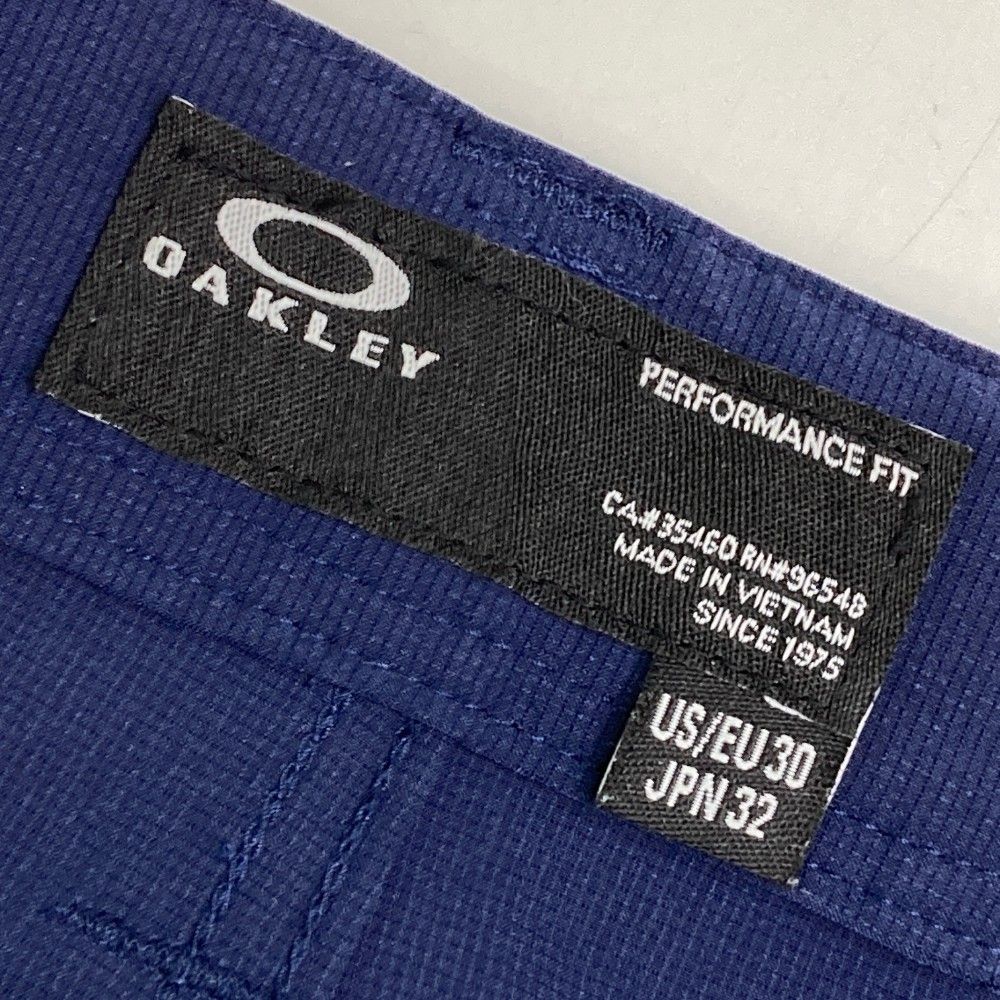 OAKLEY
PERFORMANCE FIT
CA#35460 RN#96548
MADE IN VIETNAM
SINCE 1975
US/EU 30
JPN 32